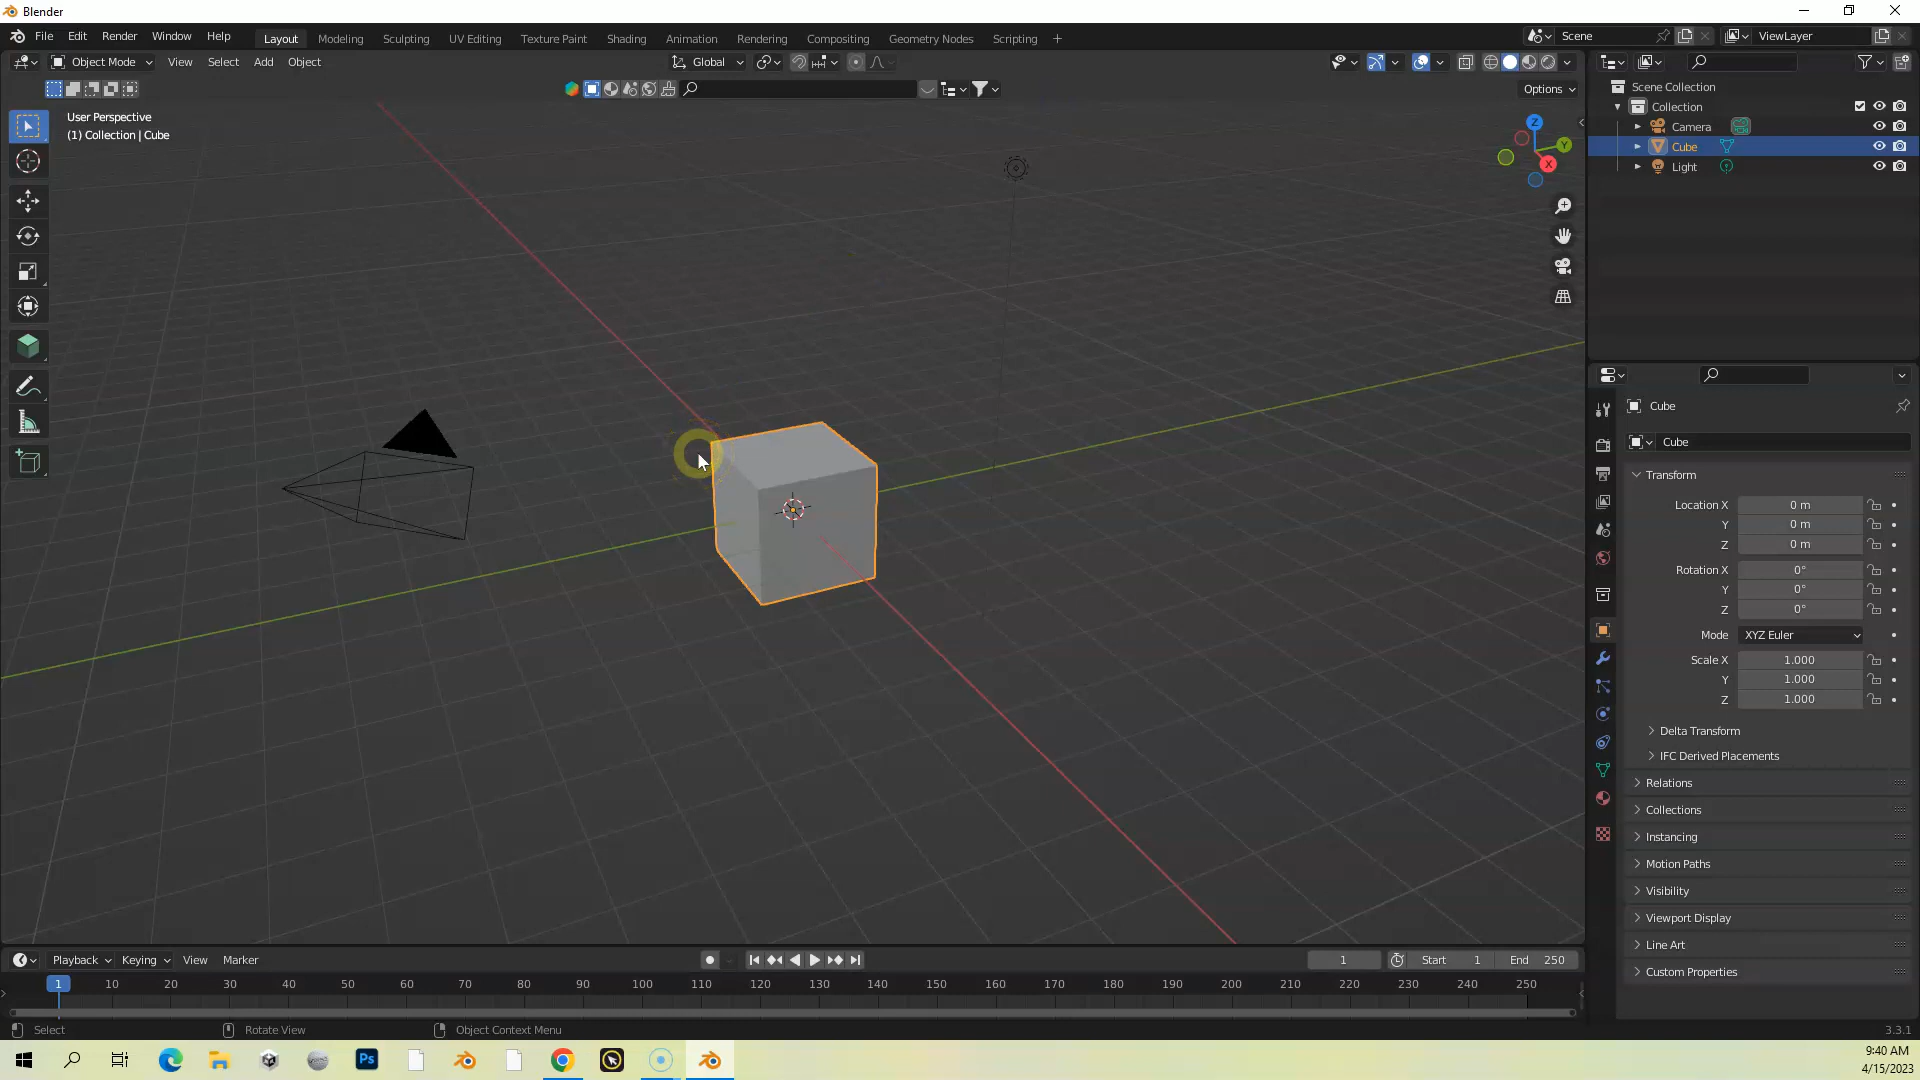 Blender
File Edit Render Window Help Layout Modeling Sculpting UV Editing Texture Paint Shading Animation Rendering Compositing Geometry Nodes Scripting + Scene ViewLayer
Object Mode View Select Add Object Global
Options
User Perspective
(1) Collection | Cube
Z
Y
X
Scene Collection
Collection
Camera
Cube
Light
Cube
Cube
Transform
Location X 0 m
Y 0 m
Z 0 m
Rotation X 0°
Y 0°
Z 0°
Mode XYZ Euler
Scale X 1.000
Y 1.000
Z 1.000
Delta Transform
IFC Derived Placements
Relations
Collections
Instancing
Motion Paths
Visibility
Viewport Display
Line Art
Custom Properties
Playback Keying View Marker 1 Start 1 End 250
1 10 20 30 40 50 60 70 80 90 100 110 120 130 140 150 160 170 180 190 200 210 220 230 240 250
Select Rotate View Object Context Menu 3.3.1
Ps
9:40 AM
4/15/2023